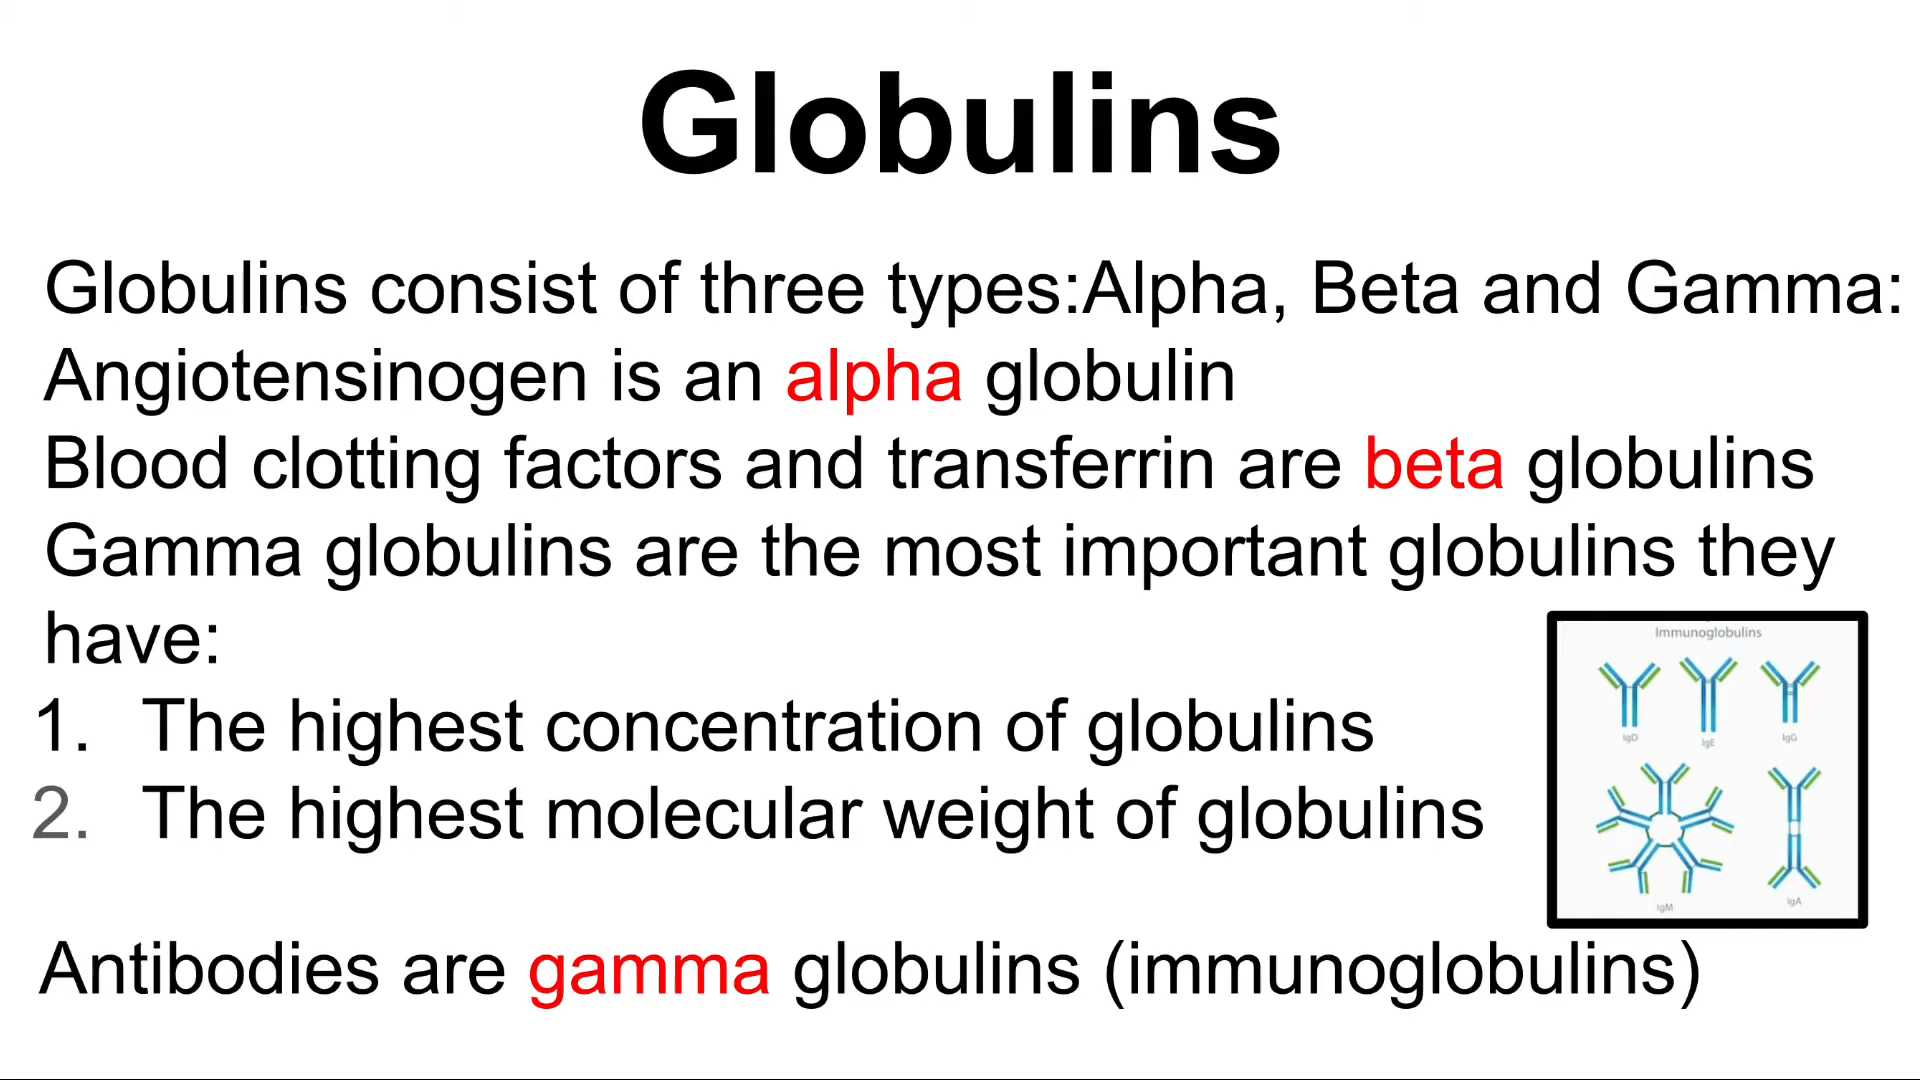 Globulins
Globulins consist of three types:Alpha, Beta and Gamma:
Angiotensinogen is an alpha globulin
Blood clotting factors and transferrin are beta globulins
Gamma globulins are the most important globulins they
have:
1. The highest concentration of globulins
2. The highest molecular weight of globulins
Immunoglobulins
IgD IgE IgG
IgM IgA
Antibodies are gamma globulins (immunoglobulins)